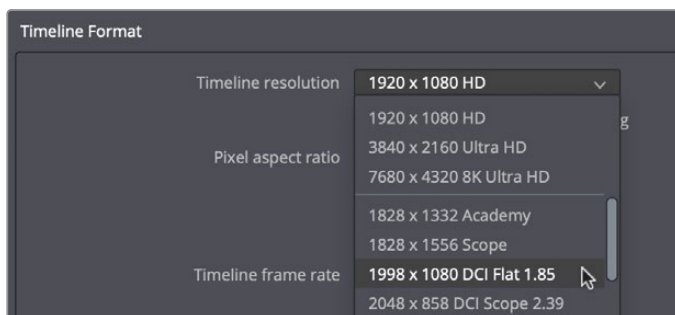 Timeline Format
Timeline resolution 1920 x 1080 HD
1920 x 1080 HD
g
3840 x 2160 Ultra HD
Pixel aspect ratio
7680 x 4320 8K Ultra HD
1828 x 1332 Academy
1828 x 1556 Scope
Timeline frame rate 1998 x 1080 DCI Flat 1.85
2048 x 858 DCI Scope 2.39